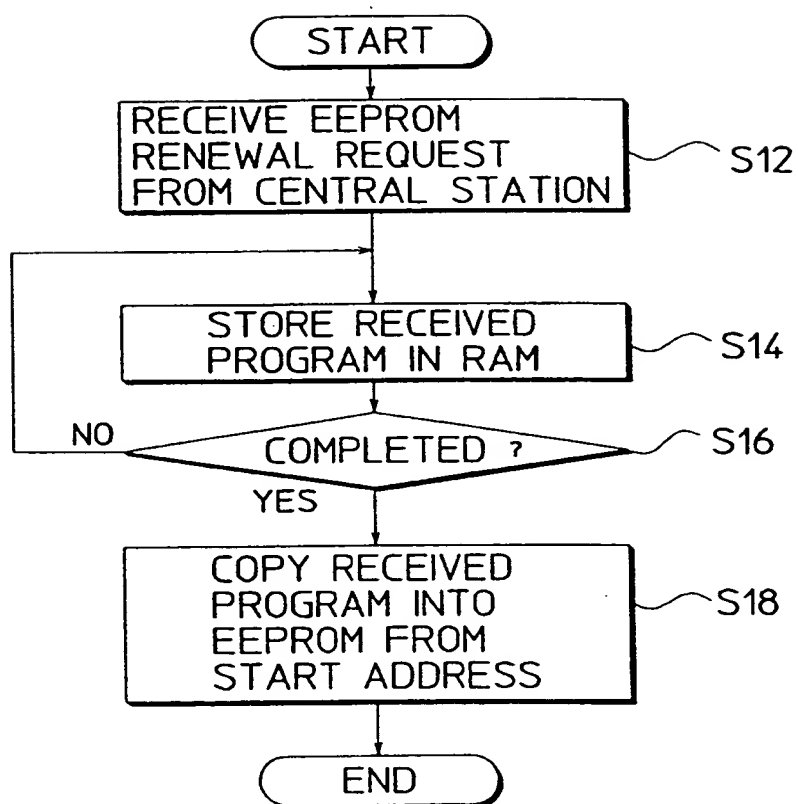 START
RECEIVE EEPROM
RENEWAL REQUEST
FROM CENTRAL STATION
S12
STORE RECEIVED
PROGRAM IN RAM
S14
NO
COMPLETED ?
S16
YES
COPY RECEIVED
PROGRAM INTO
EEPROM FROM
START ADDRESS
S18
END